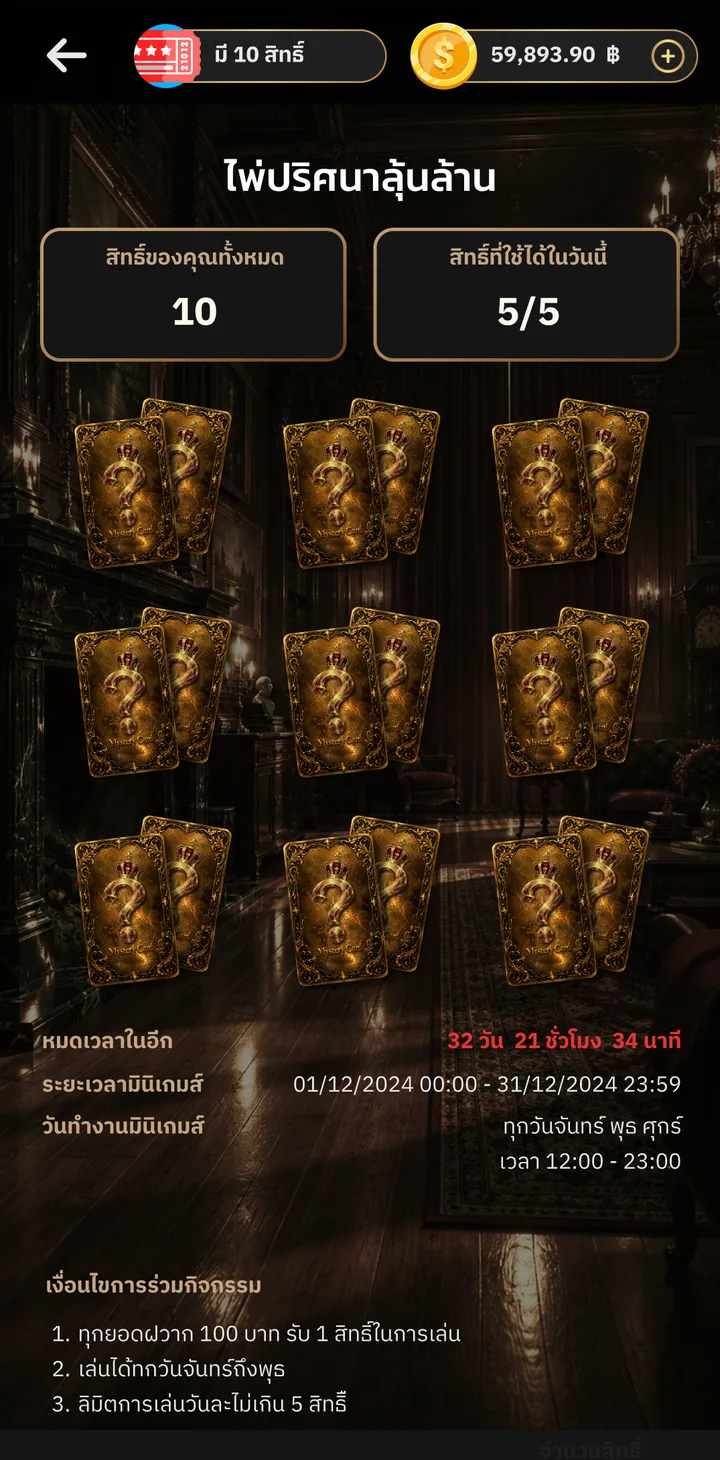 มี 10 สิทธิ์
59,893.90 ฿
ไพ่ปริศนาลุ้นล้าน
สิทธิ์ของคุณทั้งหมด
10
สิทธิ์ที่ใช้ได้ในวันนี้
5/5
หมดเวลาในอีก
32 วัน 21 ชั่วโมง 34 นาที
ระยะเวลามินิเกมส์
01/12/2024 00:00 - 31/12/2024 23:59
วันทำงานมินิเกมส์
ทุกวันจันทร์ พุธ ศุกร์
เวลา 12:00 - 23:00
เงื่อนไขการร่วมกิจกรรม
1. ทุกยอดฝวาก 100 บาท รับ 1 สิทธิ์ในการเล่น
2. เล่นได้ทกวันจันทร์ถึงพุธ
3. ลิมิตการเล่นวันละไม่เกิน 5 สิทธิ์
จำนวนสิทธิ์